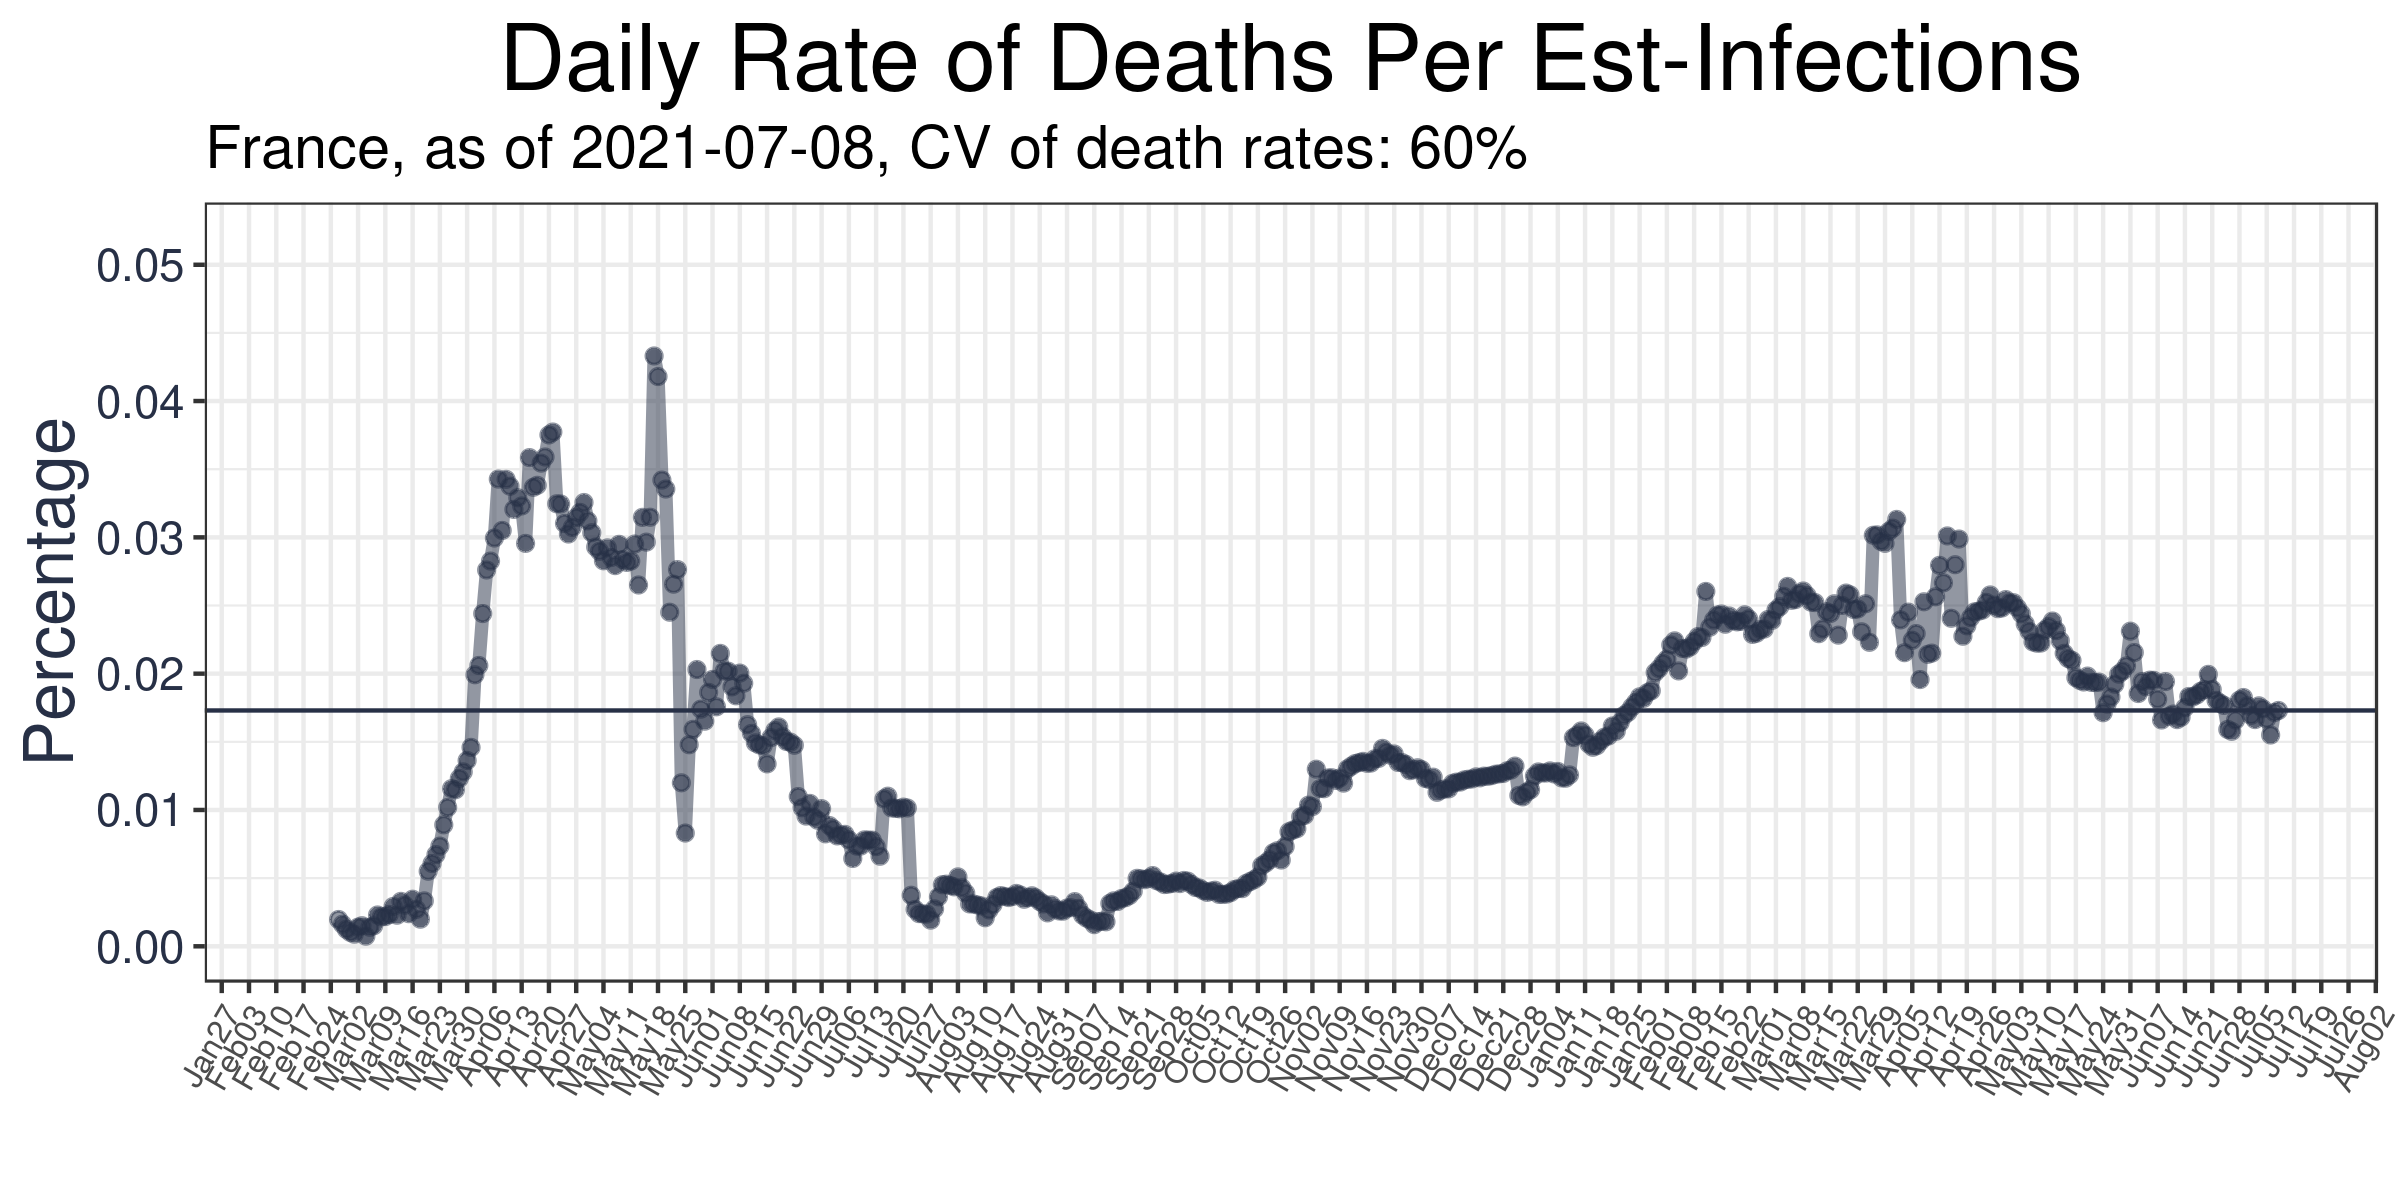 Daily Rate of Deaths Per Est-Infections
France, as of 2021-07-08, CV of death rates: 60%
Percentage
0.05
0.04
0.03
0.02
0.01
0.00
Jan27
Feb03
Feb10
Feb17
Feb24
Mar02
Mar09
Mar16
Mar23
Mar30
Apr06
Apr13
Apr20
Apr27
May04
May11
May18
May25
Jun01
Jun08
Jun15
Jun22
Jun29
Jul06
Jul13
Jul20
Jul27
Aug03
Aug10
Aug17
Aug24
Aug31
Sep07
Sep14
Sep21
Sep28
Oct05
Oct12
Oct19
Oct26
Nov02
Nov09
Nov16
Nov23
Nov30
Dec07
Dec14
Dec21
Dec28
Jan04
Jan11
Jan18
Jan25
Feb01
Feb08
Feb15
Feb22
Mar01
Mar08
Mar15
Mar22
Mar29
Apr05
Apr12
Apr19
Apr26
May03
May10
May17
May24
May31
Jun07
Jun14
Jun21
Jun28
Jul05
Jul12
Jul19
Jul26
Aug02